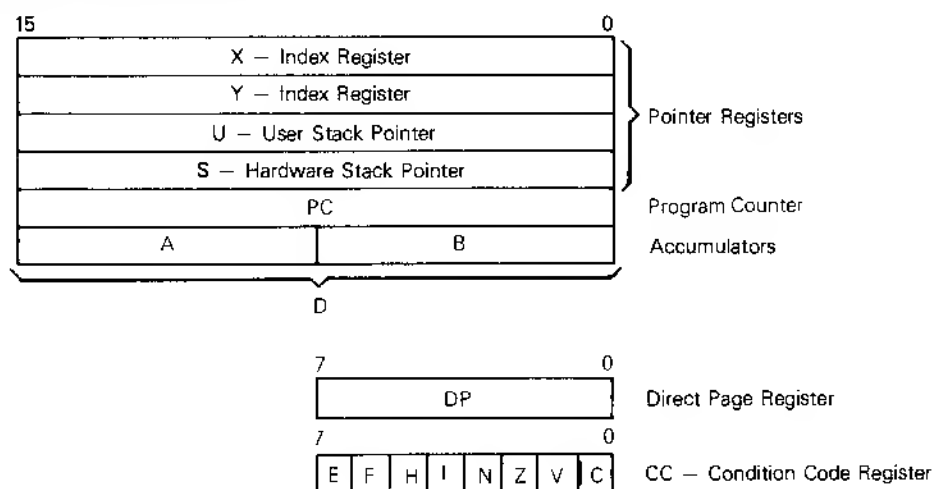 15 0
X – Index Register
Y – Index Register
U – User Stack Pointer
S – Hardware Stack Pointer
Pointer Registers
PC
Program Counter
A B
Accumulators
D
7 0
DP
Direct Page Register
7 0
E F H I N Z V C
CC – Condition Code Register